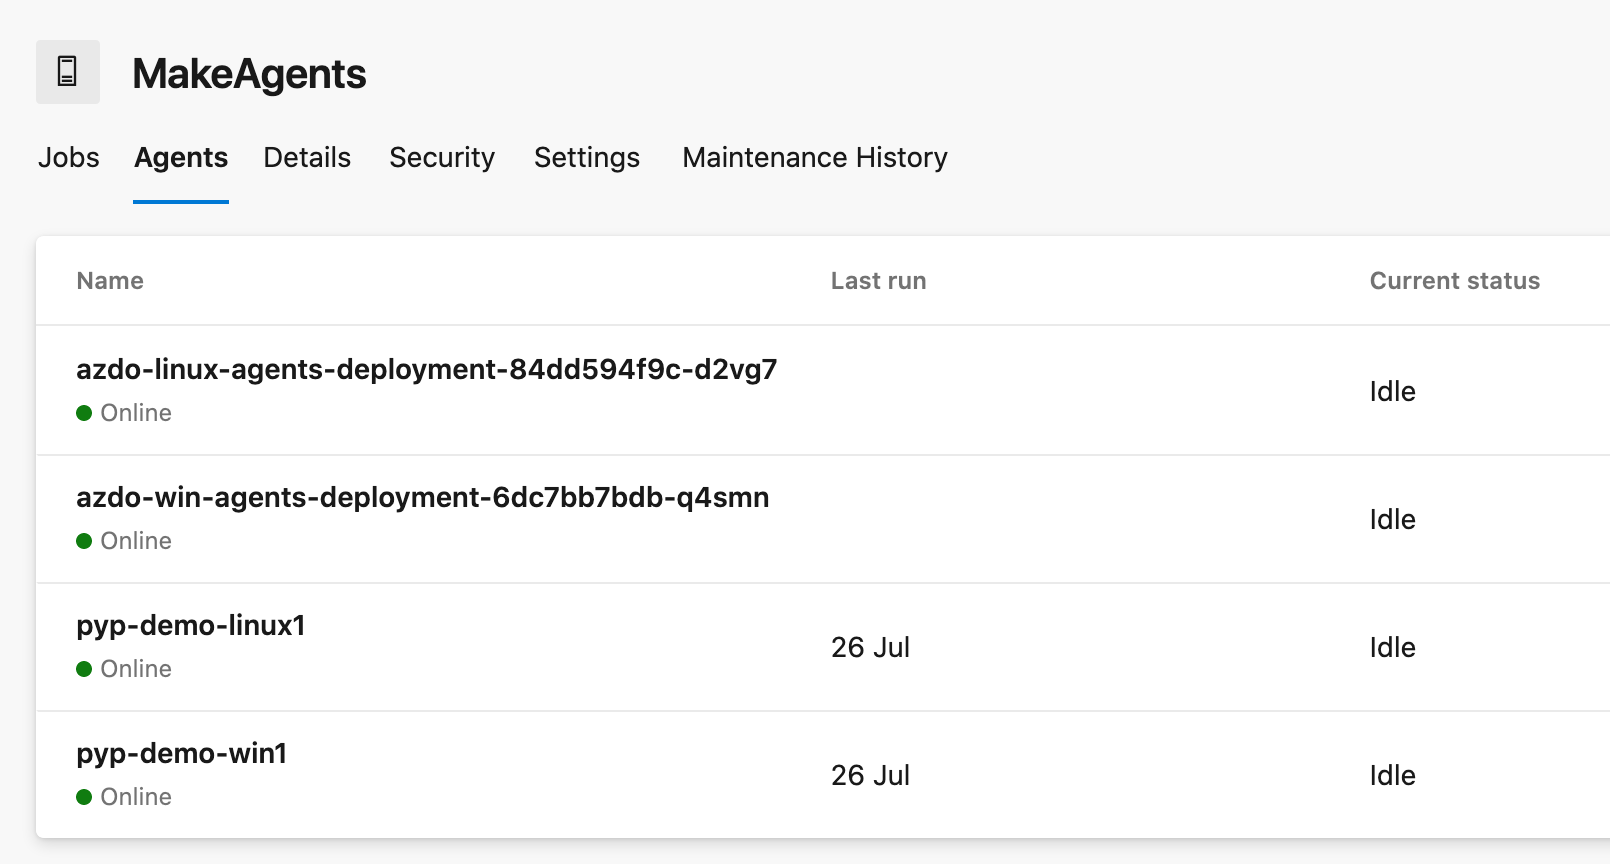 MakeAgents
Jobs Agents Details Security Settings Maintenance History
Name Last run Current status
azdo-linux-agents-deployment-84dd594f9c-d2vg7
Online
Idle
azdo-win-agents-deployment-6dc7bb7bdb-q4smn
Online
Idle
pyp-demo-linux1
Online
26 Jul
Idle
pyp-demo-win1
Online
26 Jul
Idle